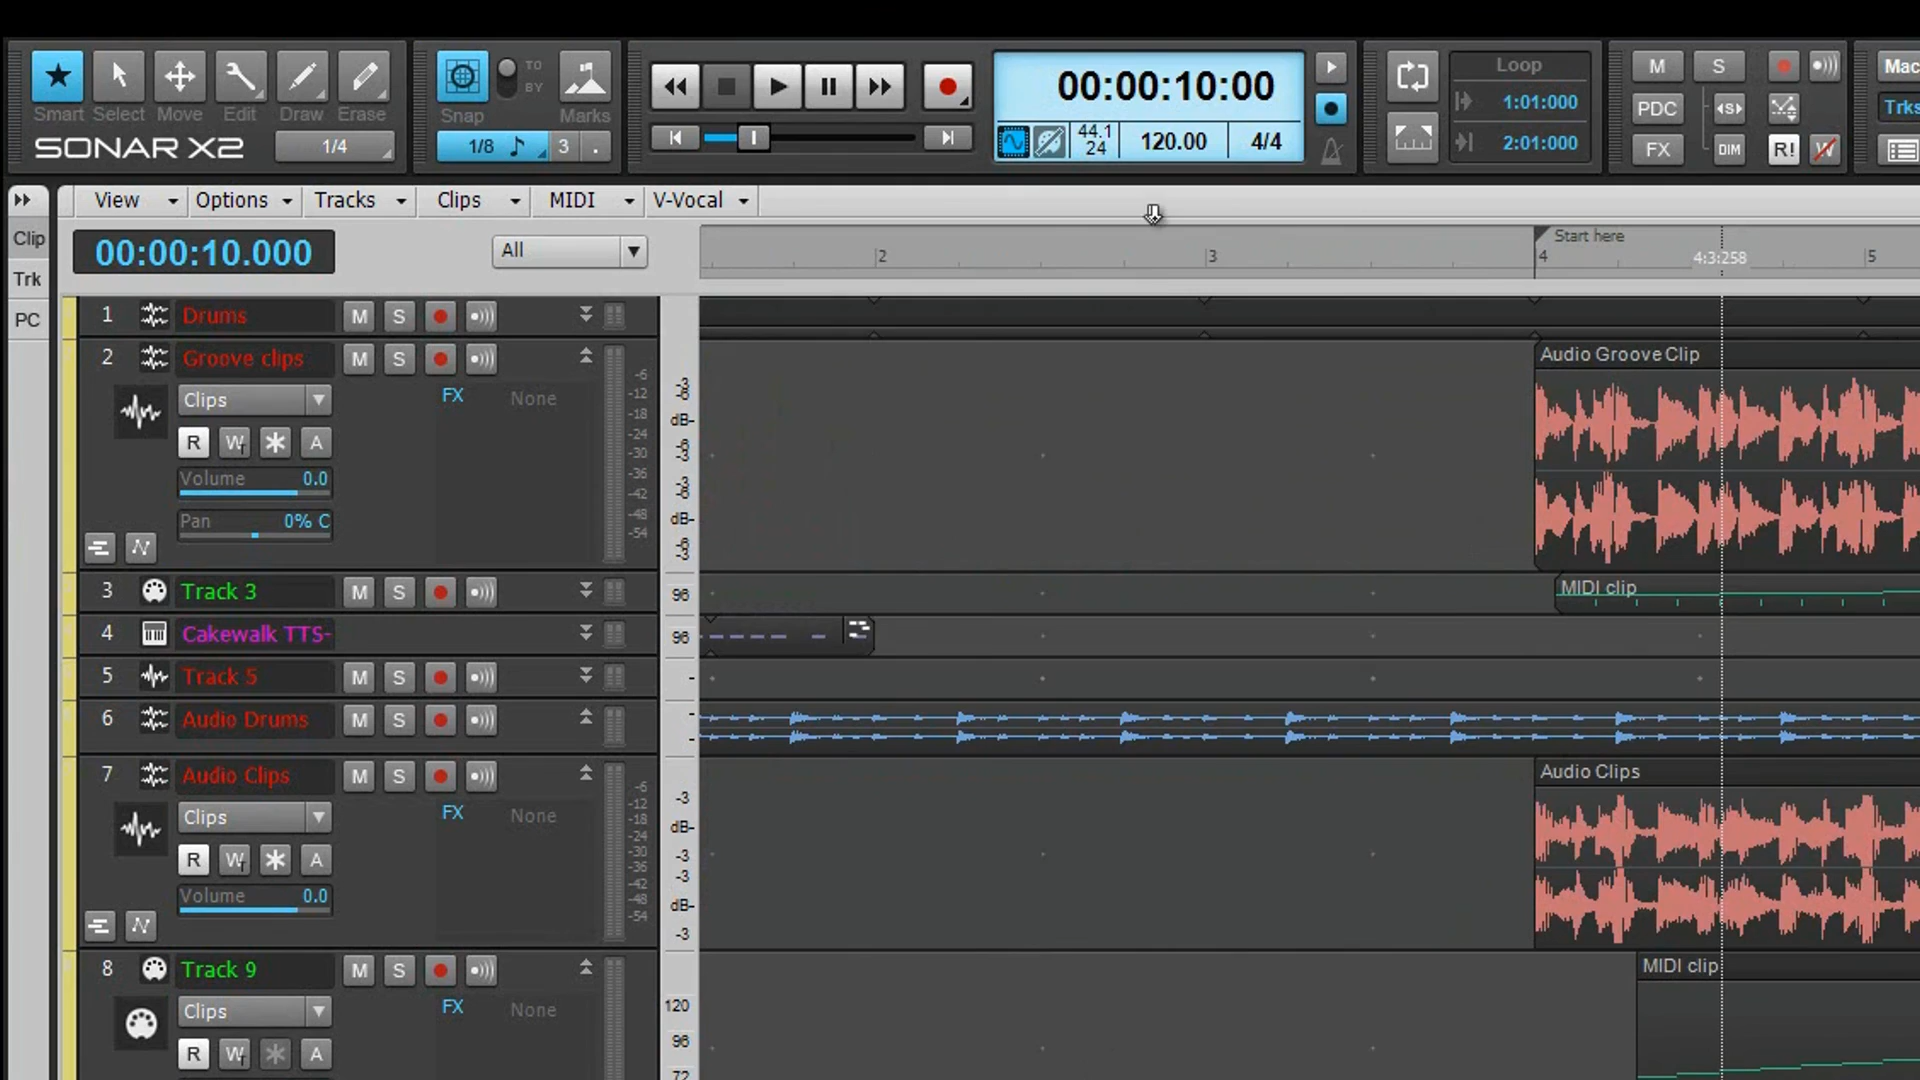 TO
BY
Smart Select Move Edit Draw Erase
Snap
Marks
SONAR X2
1/4
1/8 3 .
00:00:10:00
44.1
24
120.00
4/4
Loop
1:01:000
2:01:000
M S
PDC <S>
FX DIM R! W
Mac
Trks
View Options Tracks Clips MIDI V-Vocal
Clip
Trk
PC
00:00:10.000
All
Start here
2 3 4 4:3:258 5
1 Drums M S
2 Groove clips M S
Clips
FX None
R W * A
Volume 0.0
Pan 0% C
-6
-12
-18
-24
-30
-36
-42
-48
-54
-3
-6
dB-
-6
-3
-3
-6
dB-
-6
-3
Audio Groove Clip
3 Track 3 M S
96
MIDI clip
4 Cakewalk TTS-
96
5 Track 5 M S
6 Audio Drums M S
7 Audio Clips M S
Clips
FX None
R W * A
Volume 0.0
-6
-12
-18
-24
-30
-36
-42
-48
-54
-3
dB-
-3
-3
dB-
-3
Audio Clips
8 Track 9 M S
Clips
FX None
R W * A
120
96
72
MIDI clip